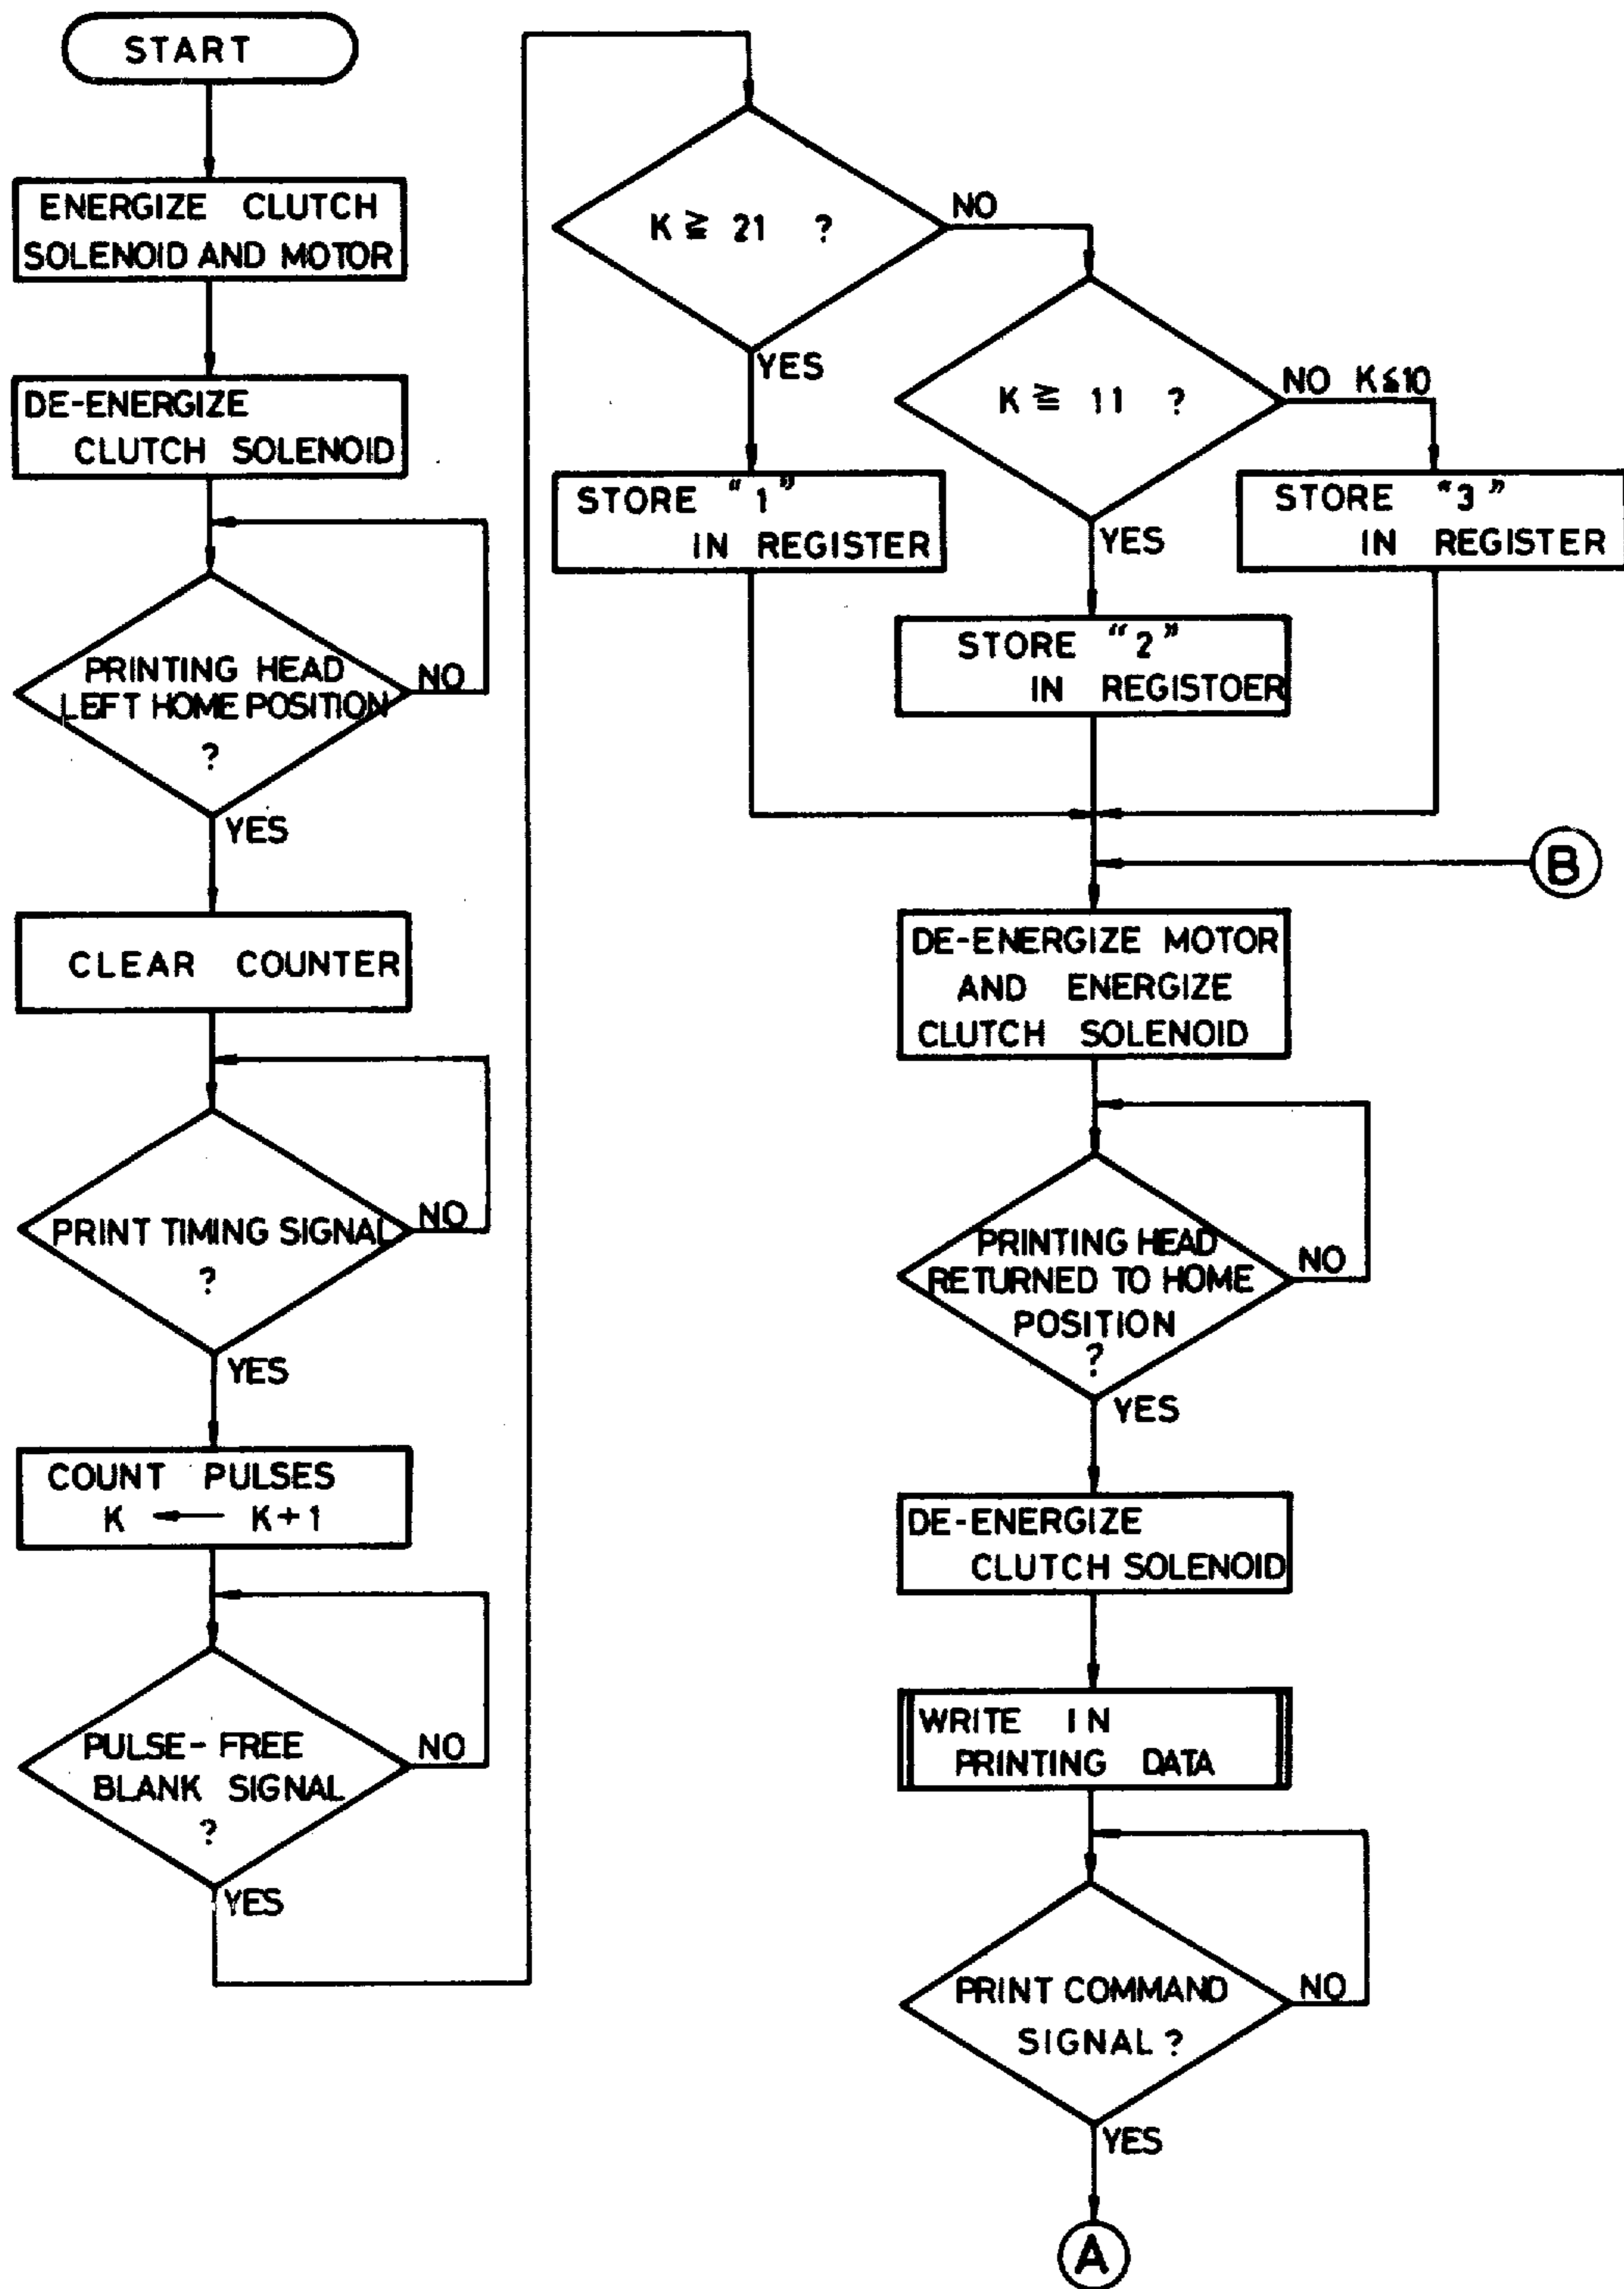 START
ENERGIZE CLUTCH
SOLENOID AND MOTOR
DE-ENERGIZE
CLUTCH SOLENOID
PRINTING HEAD
LEFT HOME POSITION
?
NO
YES
CLEAR COUNTER
PRINT TIMING SIGNAL
?
NO
YES
COUNT PULSES
K ← K+1
PULSE-FREE
BLANK SIGNAL
?
NO
YES
K ≧ 21 ?
NO
YES
K ≧ 11 ?
NO K≦10
YES
STORE “1”
IN REGISTER
STORE “3”
IN REGISTER
STORE “2”
IN REGISTOER
B
DE-ENERGIZE MOTOR
AND ENERGIZE
CLUTCH SOLENOID
PRINTING HEAD
RETURNED TO HOME
POSITION
?
NO
YES
DE-ENERGIZE
CLUTCH SOLENOID
WRITE IN
PRINTING DATA
PRINT COMMAND
SIGNAL ?
NO
YES
A